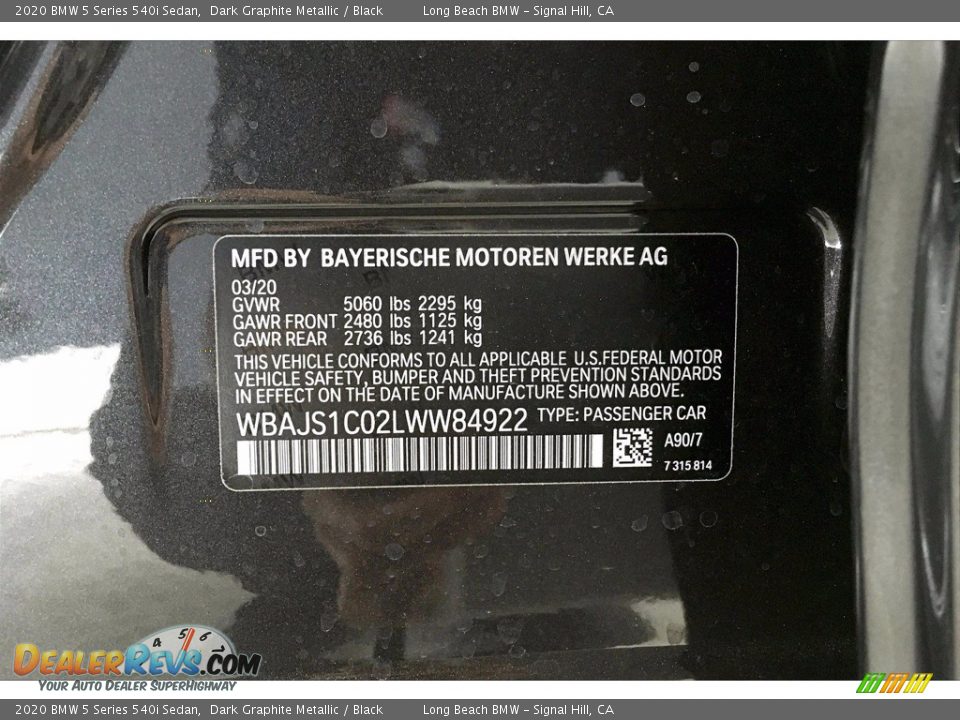 2020 BMW 5 Series 540i Sedan, Dark Graphite Metallic / Black Long Beach BMW - Signal Hill, CA
MFD BY BAYERISCHE MOTOREN WERKE AG
03/20
GVWR 5060 lbs 2295 kg
GAWR FRONT 2480 lbs 1125 kg
GAWR REAR 2736 lbs 1241 kg
THIS VEHICLE CONFORMS TO ALL APPLICABLE U.S.FEDERAL MOTOR
VEHICLE SAFETY, BUMPER AND THEFT PREVENTION STANDARDS
IN EFFECT ON THE DATE OF MANUFACTURE SHOWN ABOVE.
WBAJS1C02LWW84922 TYPE: PASSENGER CAR
A90/7
7 315 814
4 5 6
DEALERREVS.COM
YOUR AUTO DEALER SUPERHIGHWAY
2020 BMW 5 Series 540i Sedan, Dark Graphite Metallic / Black Long Beach BMW - Signal Hill, CA